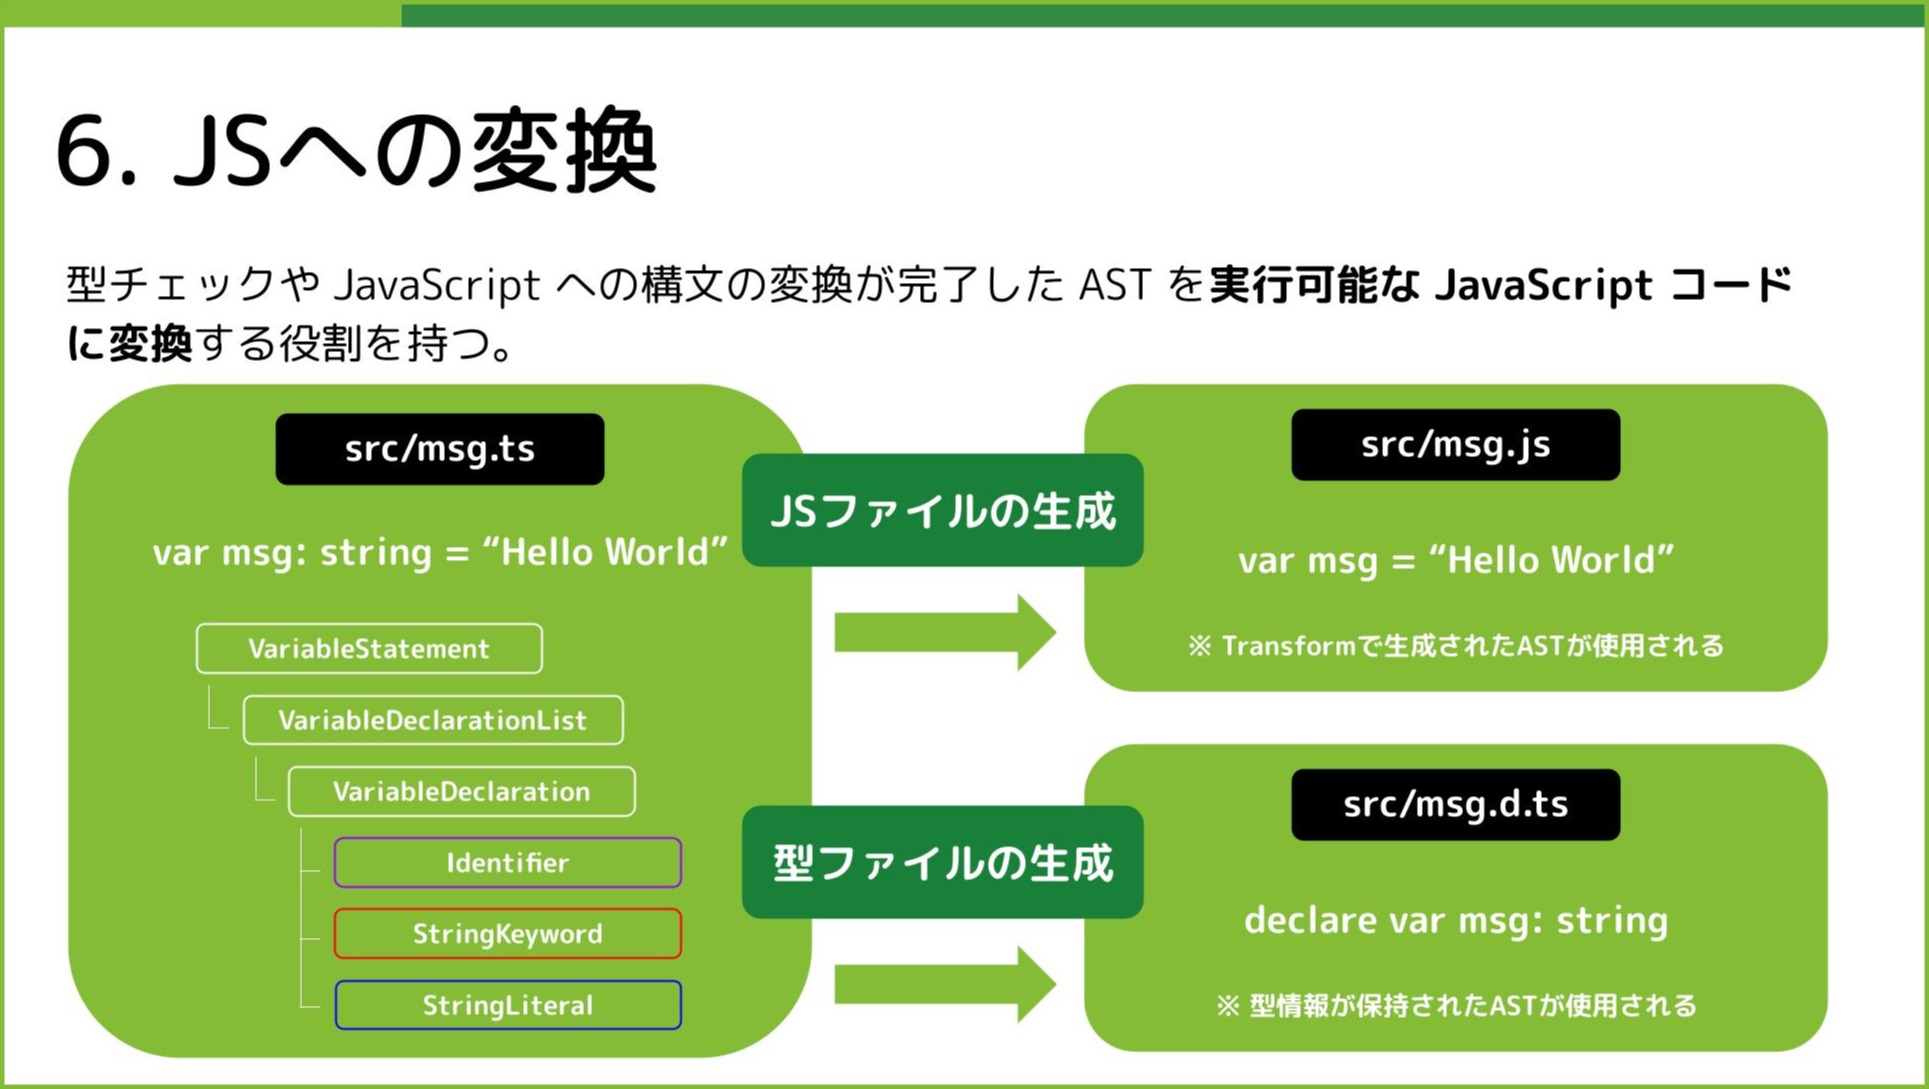 6. JSへの変換
型チェックや JavaScript への構文の変換が完了した AST を実行可能な JavaScript コード
に変換する役割を持つ。
src/msg.ts
var msg: string = “Hello World”
VariableStatement
VariableDeclarationList
VariableDeclaration
Identifier
StringKeyword
StringLiteral
JSファイルの生成
src/msg.js
var msg = “Hello World”
※ Transformで生成されたASTが使用される
型ファイルの生成
src/msg.d.ts
declare var msg: string
※ 型情報が保持されたASTが使用される